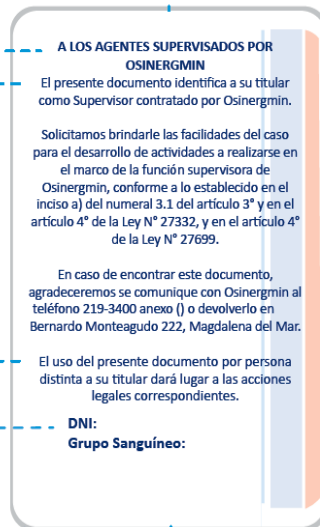 A LOS AGENTES SUPERVISADOS POR
OSINERGMIN
El presente documento identifica a su titular
como Supervisor contratado por Osinergmin.
Solicitamos brindarle las facilidades del caso
para el desarrollo de actividades a realizarse en
el marco de la función supervisora de
Osinergmin, conforme a lo establecido en el
inciso a) del numeral 3.1 del artículo 3° y en el
artículo 4° de la Ley N° 27332, y en el artículo 4°
de la Ley N° 27699.
En caso de encontrar este documento,
agradeceremos se comunique con Osinergmin al
teléfono 219-3400 anexo () o devolverlo en
Bernardo Monteagudo 222, Magdalena del Mar.
El uso del presente documento por persona
distinta a su titular dará lugar a las acciones
legales correspondientes.
DNI:
Grupo Sanguíneo: